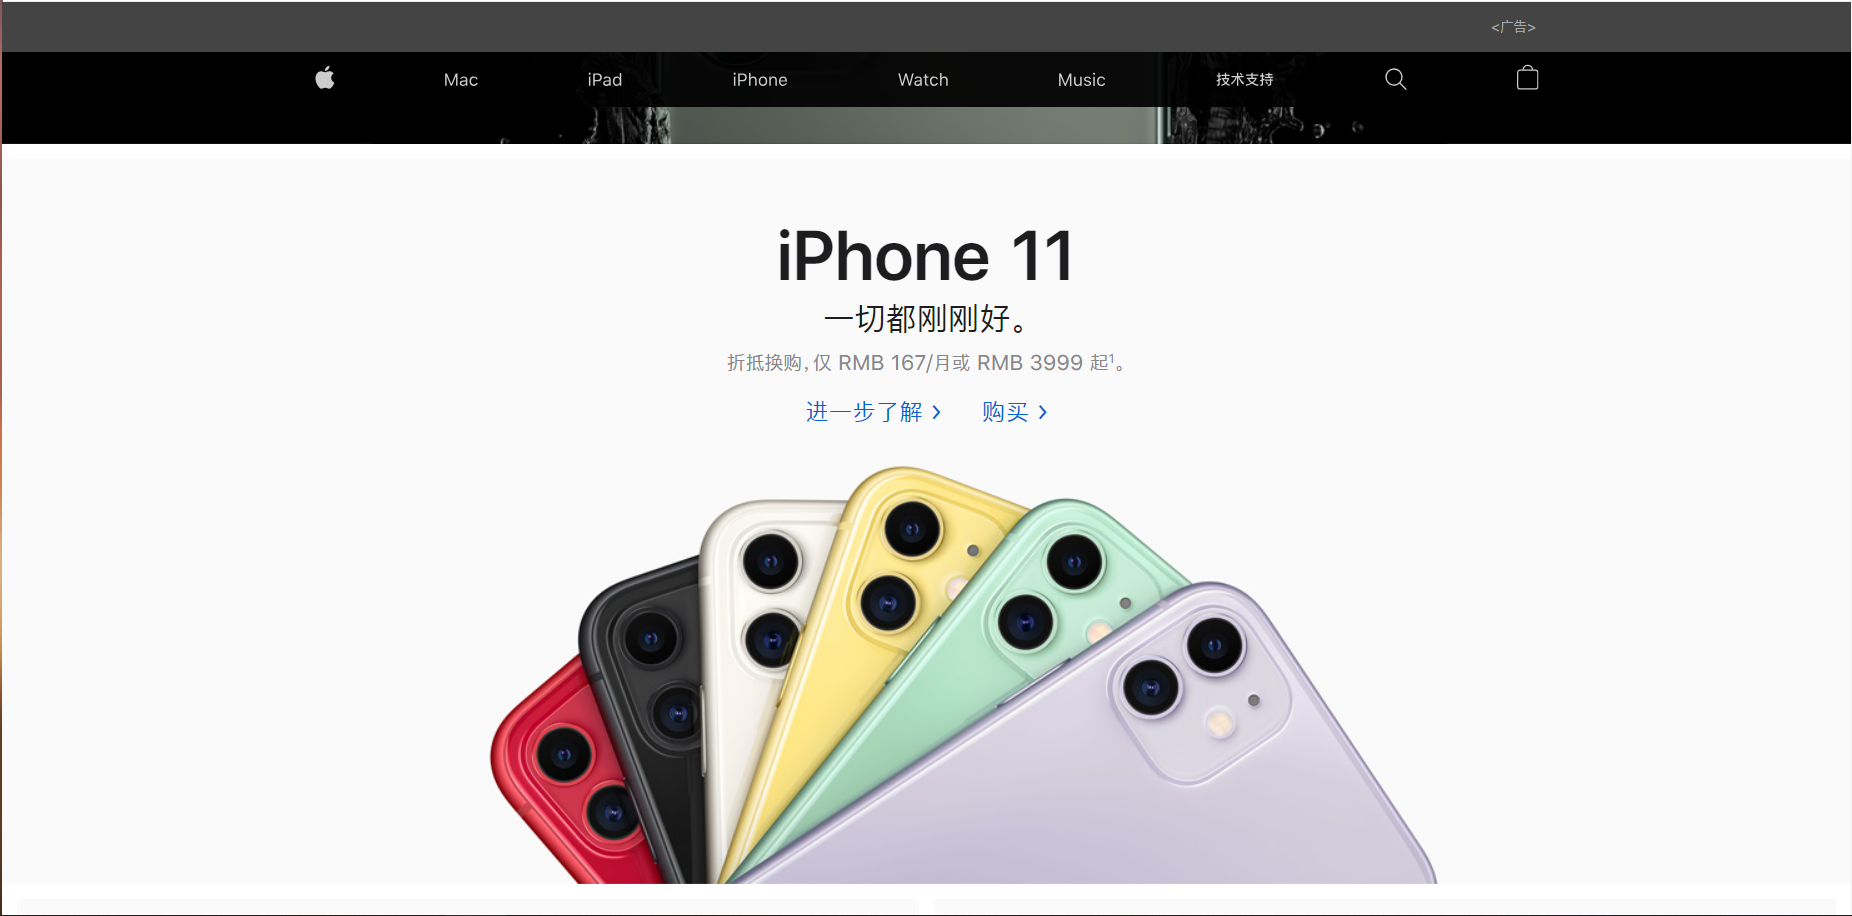 <广告>
Mac iPad iPhone Watch Music 技术支持
iPhone 11
一切都刚刚好。
折抵换购，仅 RMB 167/月或 RMB 3999 起¹。
进一步了解 > 购买 >